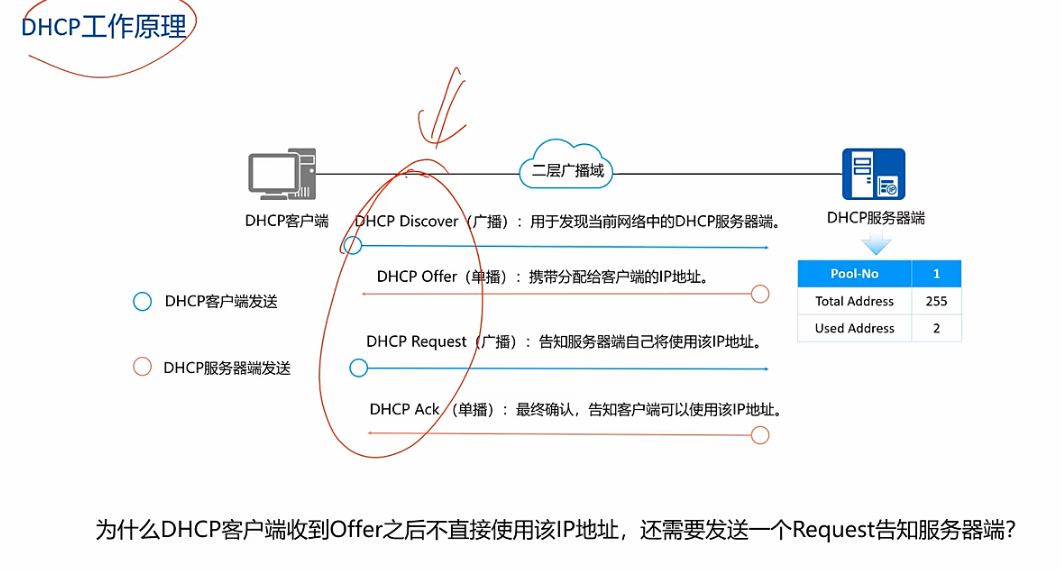 DHCP工作原理
二层广播域
DHCP客户端
DHCP服务器端
DHCP Discover（广播）：用于发现当前网络中的DHCP服务器端。
DHCP Offer（单播）：携带分配给客户端的IP地址。
Pool-No 1
Total Address 255
Used Address 2
DHCP客户端发送
DHCP Request（广播）：告知服务器端自己将使用该IP地址。
DHCP服务器端发送
DHCP Ack （单播）：最终确认，告知客户端可以使用该IP地址。
为什么DHCP客户端收到Offer之后不直接使用该IP地址，还需要发送一个Request告知服务器端？